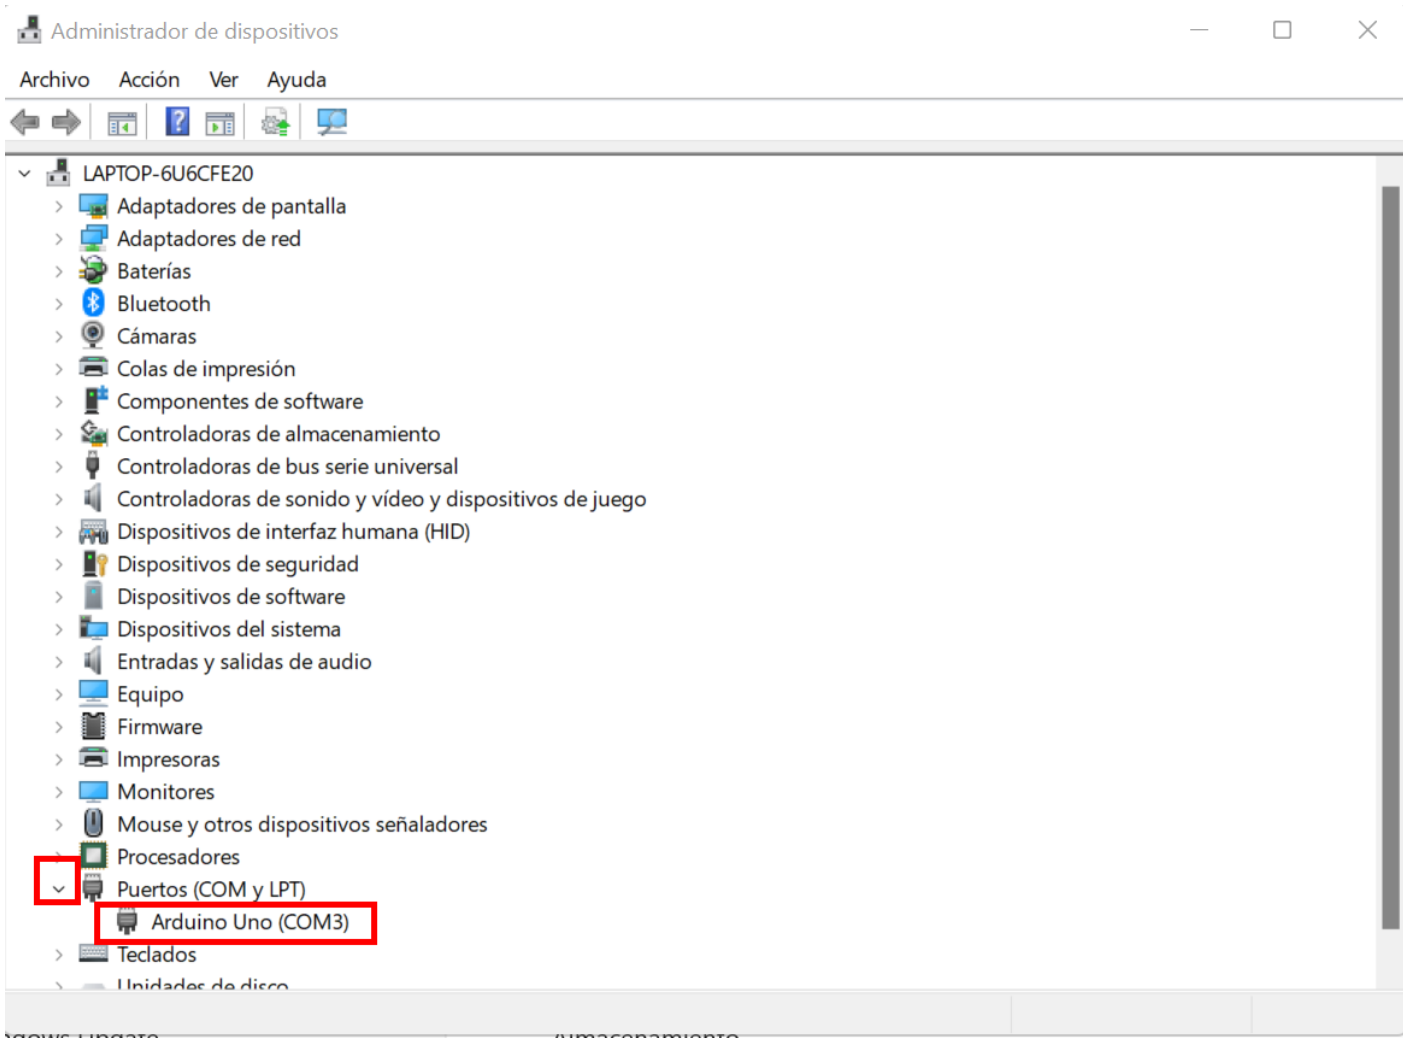 Administrador de dispositivos
Archivo Acción Ver Ayuda
LAPTOP-6U6CFE20
Adaptadores de pantalla
Adaptadores de red
Baterías
Bluetooth
Cámaras
Colas de impresión
Componentes de software
Controladoras de almacenamiento
Controladoras de bus serie universal
Controladoras de sonido y vídeo y dispositivos de juego
Dispositivos de interfaz humana (HID)
Dispositivos de seguridad
Dispositivos de software
Dispositivos del sistema
Entradas y salidas de audio
Equipo
Firmware
Impresoras
Monitores
Mouse y otros dispositivos señaladores
Procesadores
Puertos (COM y LPT)
Arduino Uno (COM3)
Teclados
Unidades de disco
Update Almacenamiento